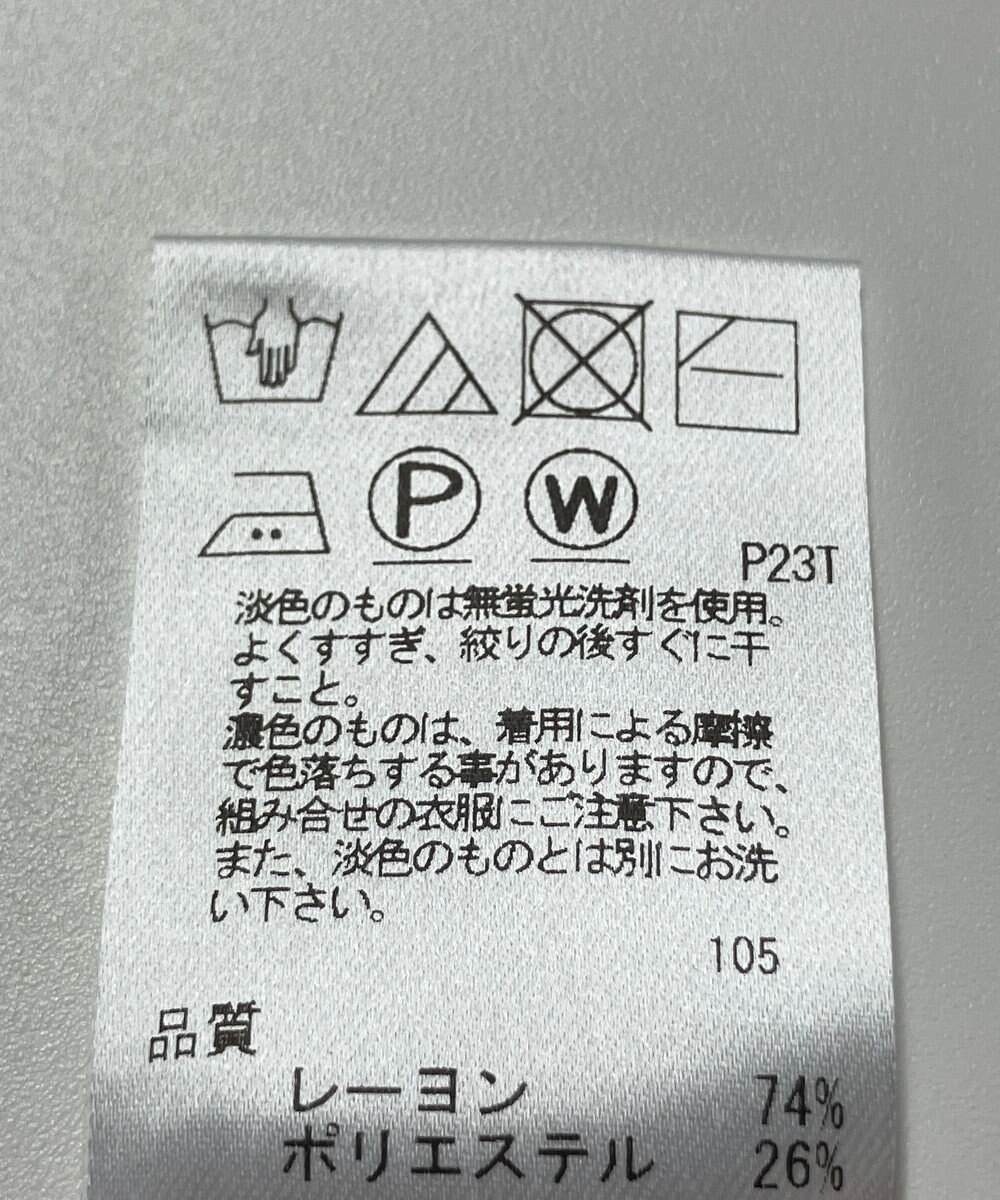 P W
P23T
淡色のものは無蛍光洗剤を使用。
よくすすぎ、絞りの後すぐに干
すこと。
濃色のものは、着用による摩擦
で色落ちする事がありますので、
組み合せの衣服にご注意下さい。
また、淡色のものとは別にお洗
い下さい。
105
品質
レーヨン 74%
ポリエステル 26%